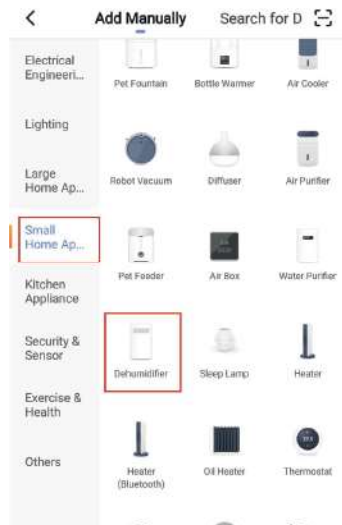 Add Manually
Search for D
Electrical
Engineeri...
Pet Fountain
Bottle Warmer
Air Cooler
Lighting
Robot Vacuum
Diffuser
Air Purifier
Large
Home Ap...
Small
Home Ap...
Pet Feeder
Air Box
Water Purifier
Kitchen
Appliance
Security &
Sensor
Dehumidifier
Sleep Lamp
Heater
Exercise &
Health
Others
Heater
(Bluetooth)
Oil Heater
Thermostat